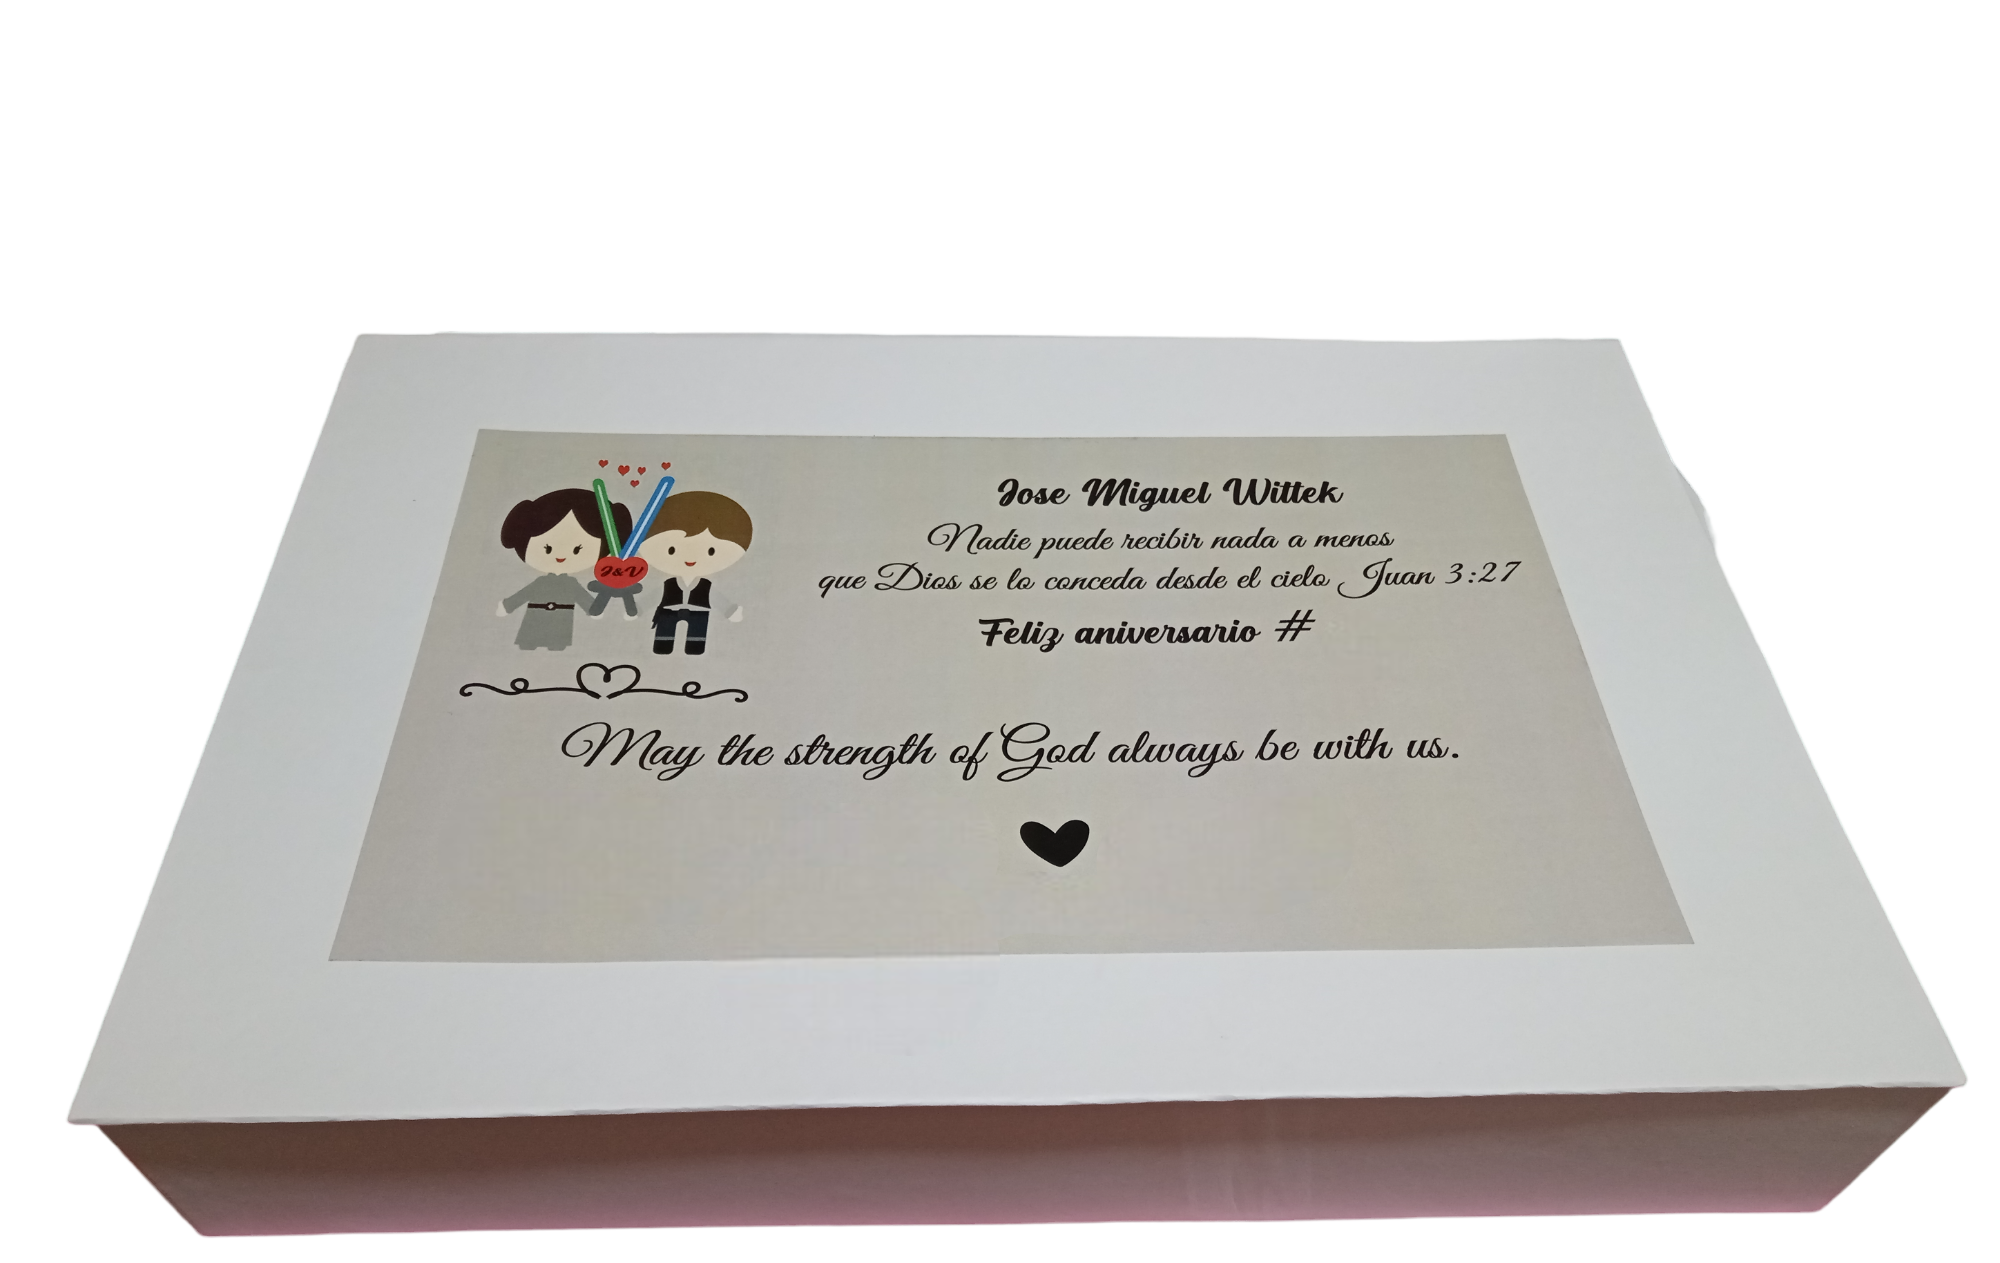 J&V
Jose Miguel Wittek
Nadie puede recibir nada a menos
que Dios se lo conceda desde el cielo Juan 3:27
Feliz aniversario #
May the strength of God always be with us.